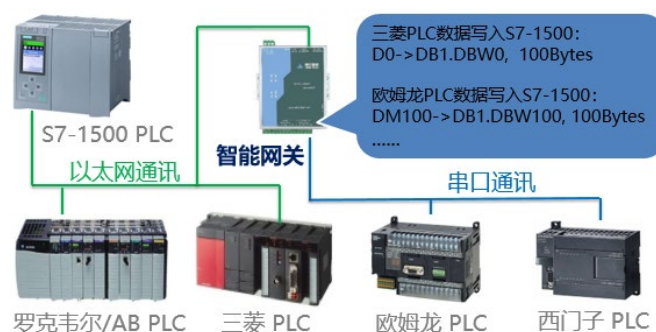 三菱PLC数据写入S7-1500：
D0->DB1.DBW0, 100Bytes
欧姆龙PLC数据写入S7-1500：
DM100->DB1.DBW100, 100Bytes
......
S7-1500 PLC
智能网关
以太网通讯
串口通讯
罗克韦尔/AB PLC
三菱 PLC
欧姆龙 PLC
西门子 PLC